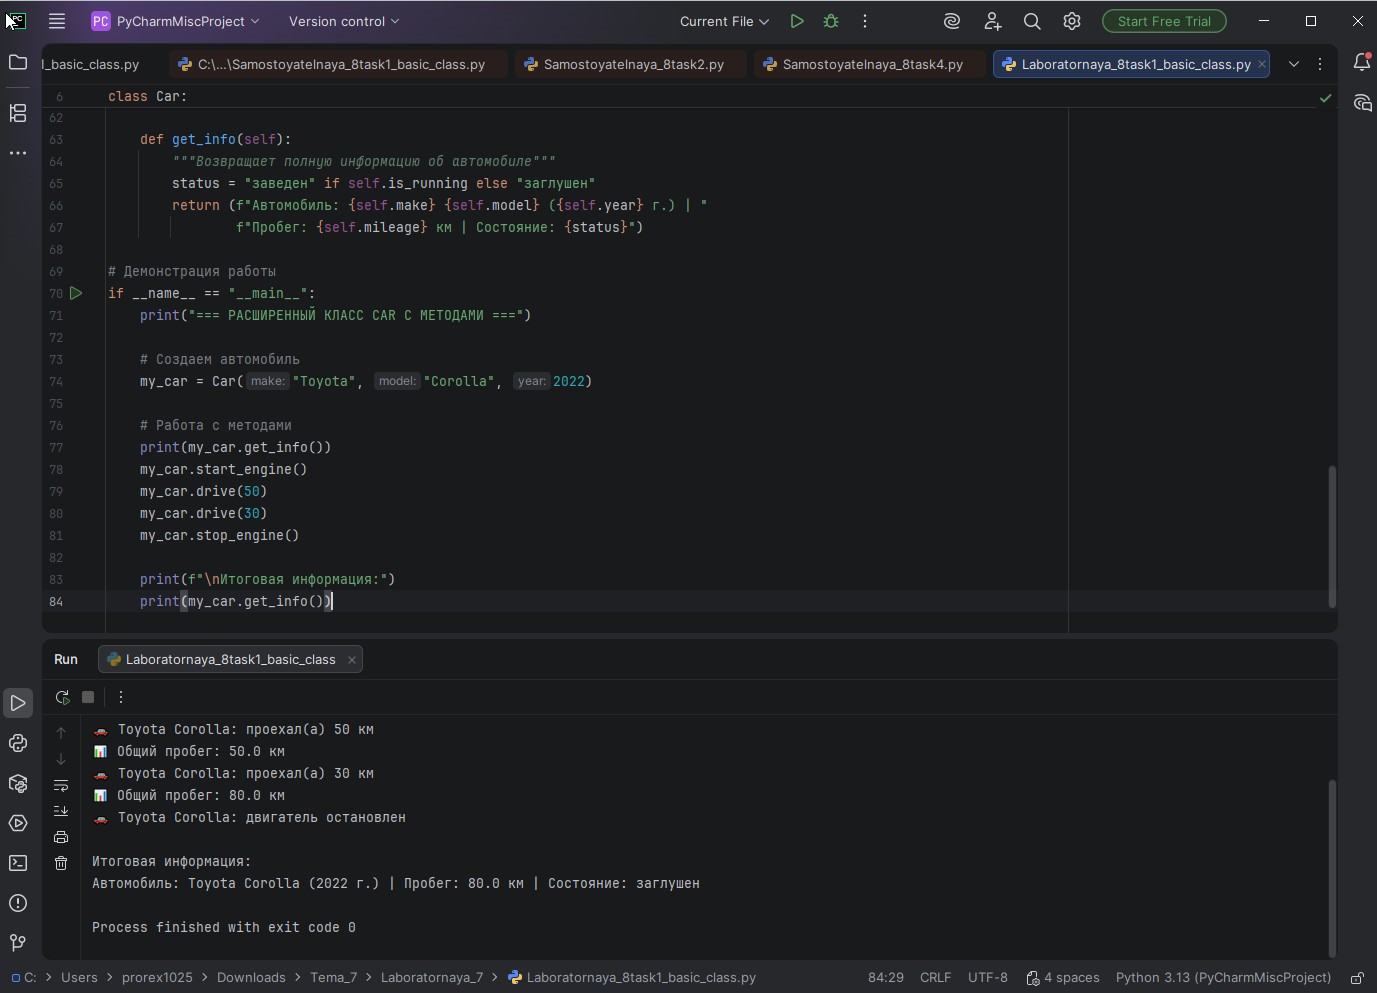 PC PyCharmMiscProject Version control Current File Start Free Trial
l_basic_class.py C:\...\Samostoyatelnaya_8task1_basic_class.py Samostoyatelnaya_8task2.py Samostoyatelnaya_8task4.py Laboratornaya_8task1_basic_class.py
6 class Car:
62
63 def get_info(self):
64 """Возвращает полную информацию об автомобиле"""
65 status = "заведен" if self.is_running else "заглушен"
66 return (f"Автомобиль: {self.make} {self.model} ({self.year} г.) | "
67 f"Пробег: {self.mileage} км | Состояние: {status}")
68
69 # Демонстрация работы
70 if __name__ == "__main__":
71 print("=== РАСШИРЕННЫЙ КЛАСС CAR С МЕТОДАМИ ===")
72
73 # Создаем автомобиль
74 my_car = Car( make: "Toyota", model: "Corolla", year: 2022)
75
76 # Работа с методами
77 print(my_car.get_info())
78 my_car.start_engine()
79 my_car.drive(50)
80 my_car.drive(30)
81 my_car.stop_engine()
82
83 print(f"\nИтоговая информация:")
84 print(my_car.get_info())
Run Laboratornaya_8task1_basic_class
🚗 Toyota Corolla: проехал(а) 50 км
📊 Общий пробег: 50.0 км
🚗 Toyota Corolla: проехал(а) 30 км
📊 Общий пробег: 80.0 км
🚗 Toyota Corolla: двигатель остановлен
Итоговая информация:
Автомобиль: Toyota Corolla (2022 г.) | Пробег: 80.0 км | Состояние: заглушен
Process finished with exit code 0
C: > Users > prorex1025 > Downloads > Tema_7 > Laboratornaya_7 > Laboratornaya_8task1_basic_class.py 84:29 CRLF UTF-8 4 spaces Python 3.13 (PyCharmMiscProject)